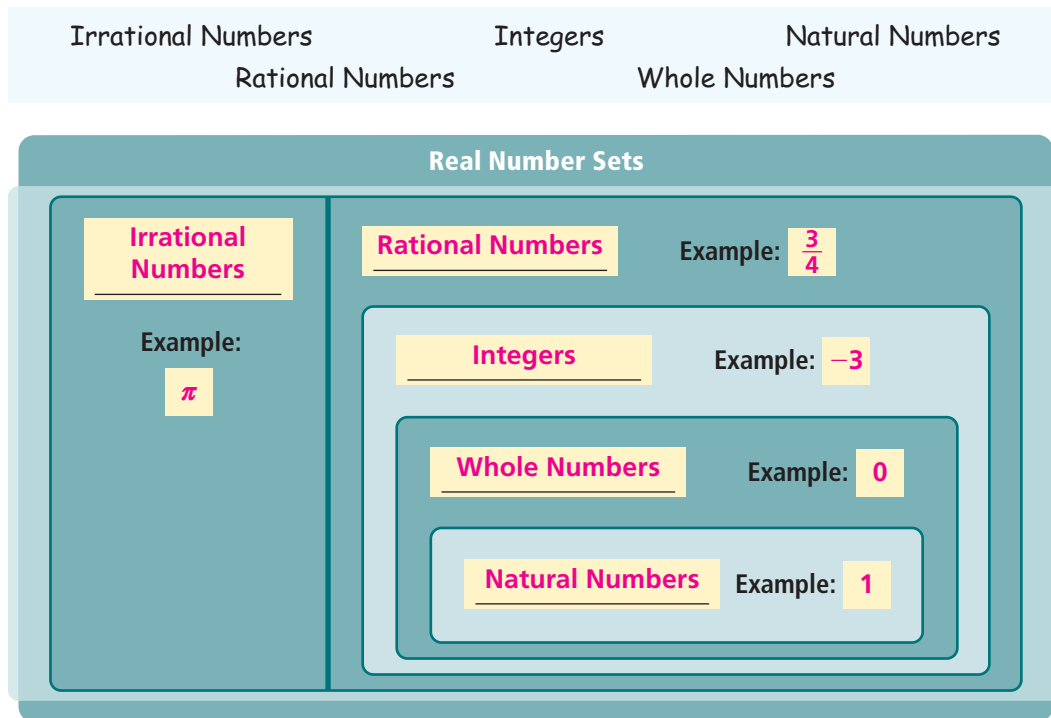 Irrational Numbers Integers Natural Numbers
Rational Numbers Whole Numbers
Real Number Sets
Irrational
Numbers
Example:
π
Rational Numbers Example: 3/4
Integers Example: −3
Whole Numbers Example: 0
Natural Numbers Example: 1